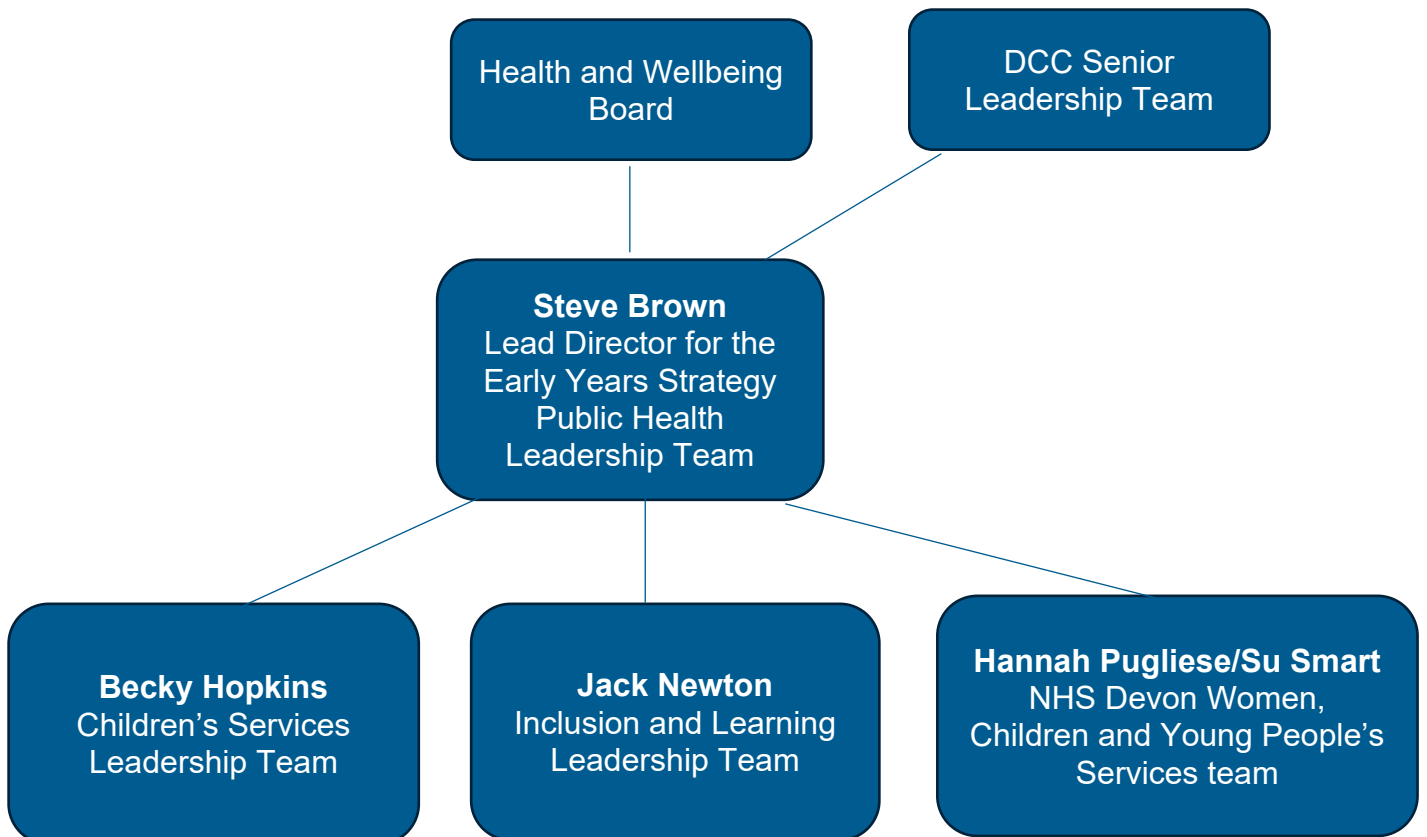 Health and Wellbeing
Board
DCC Senior
Leadership Team
Steve Brown
Lead Director for the
Early Years Strategy
Public Health
Leadership Team
Becky Hopkins
Children’s Services
Leadership Team
Jack Newton
Inclusion and Learning
Leadership Team
Hannah Pugliese/Su Smart
NHS Devon Women,
Children and Young People’s
Services team